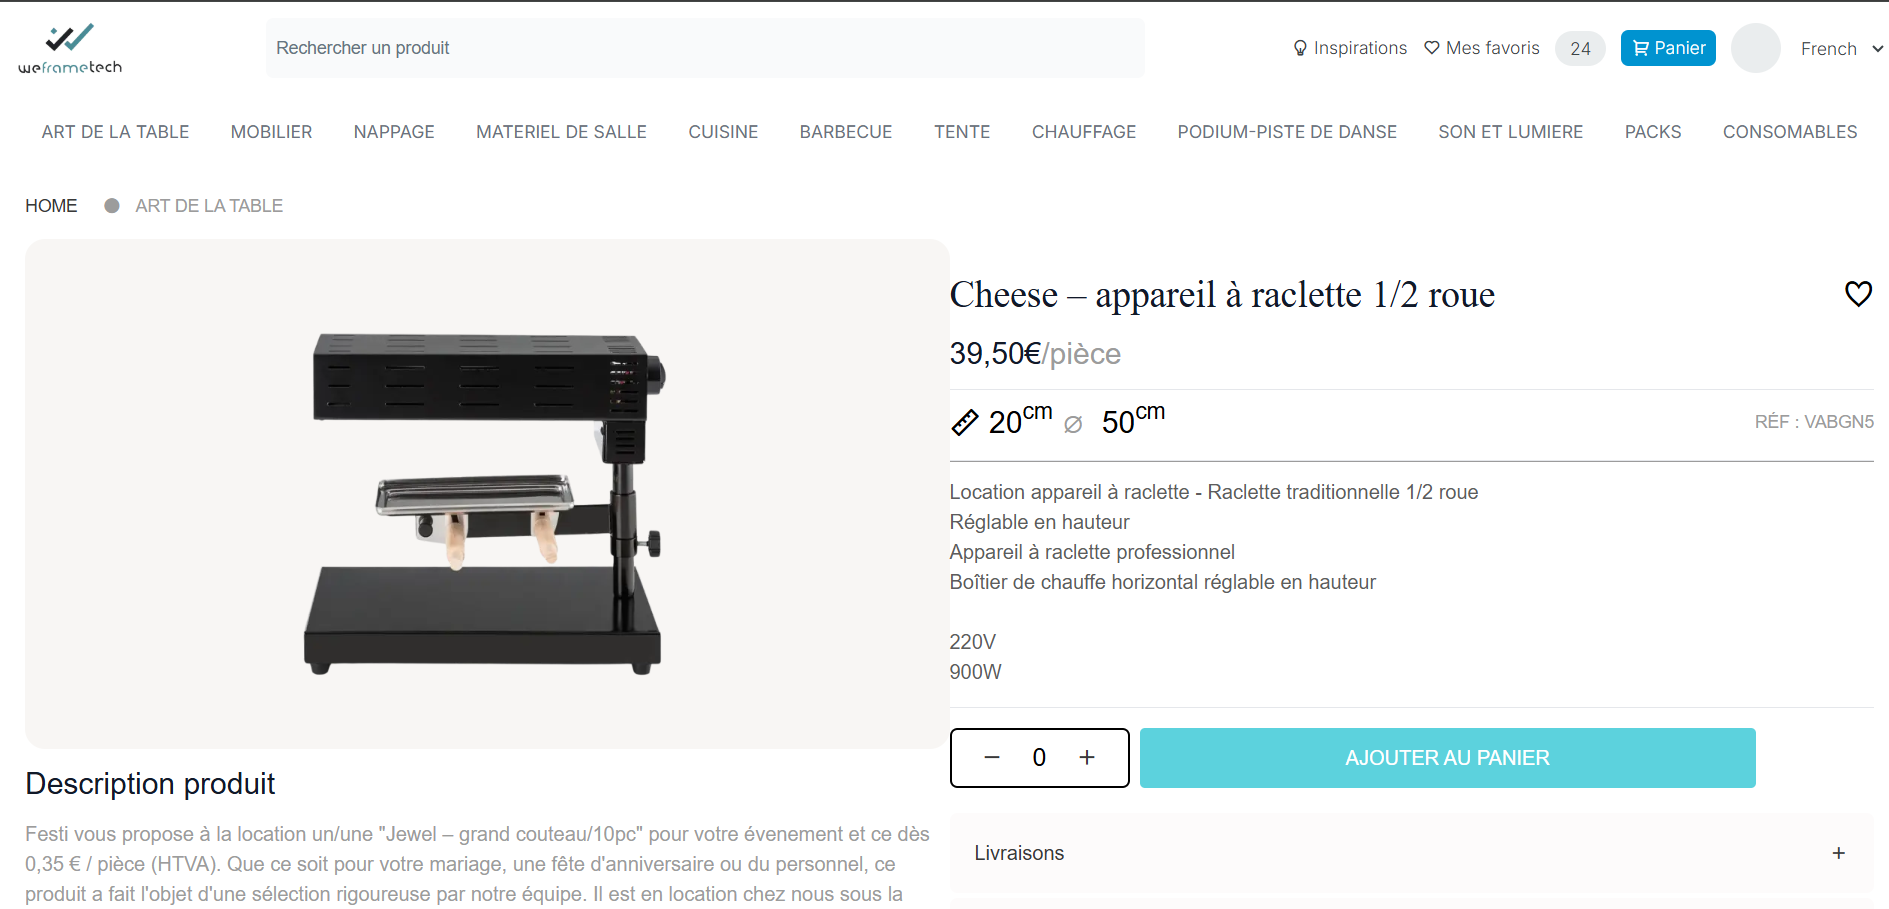 weframetech
Rechercher un produit
Inspirations
Mes favoris
24
Panier
French
ART DE LA TABLE
MOBILIER
NAPPAGE
MATERIEL DE SALLE
CUISINE
BARBECUE
TENTE
CHAUFFAGE
PODIUM-PISTE DE DANSE
SON ET LUMIERE
PACKS
CONSOMABLES
HOME
ART DE LA TABLE
Cheese – appareil à raclette 1/2 roue
39,50€/pièce
20cm ⌀ 50cm
RÉF : VABGN5
Location appareil à raclette - Raclette traditionnelle 1/2 roue
Réglable en hauteur
Appareil à raclette professionnel
Boîtier de chauffe horizontal réglable en hauteur
220V
900W
− 0 +
AJOUTER AU PANIER
Livraisons +
Description produit
Festi vous propose à la location un/une "Jewel – grand couteau/10pc" pour votre évenement et ce dès
0,35 € / pièce (HTVA). Que ce soit pour votre mariage, une fête d'anniversaire ou du personnel, ce
produit a fait l'objet d'une sélection rigoureuse par notre équipe. Il est en location chez nous sous la